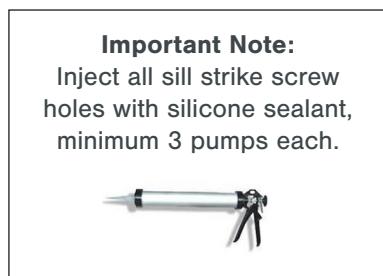 Important Note:
Inject all sill strike screw
holes with silicone sealant,
minimum 3 pumps each.